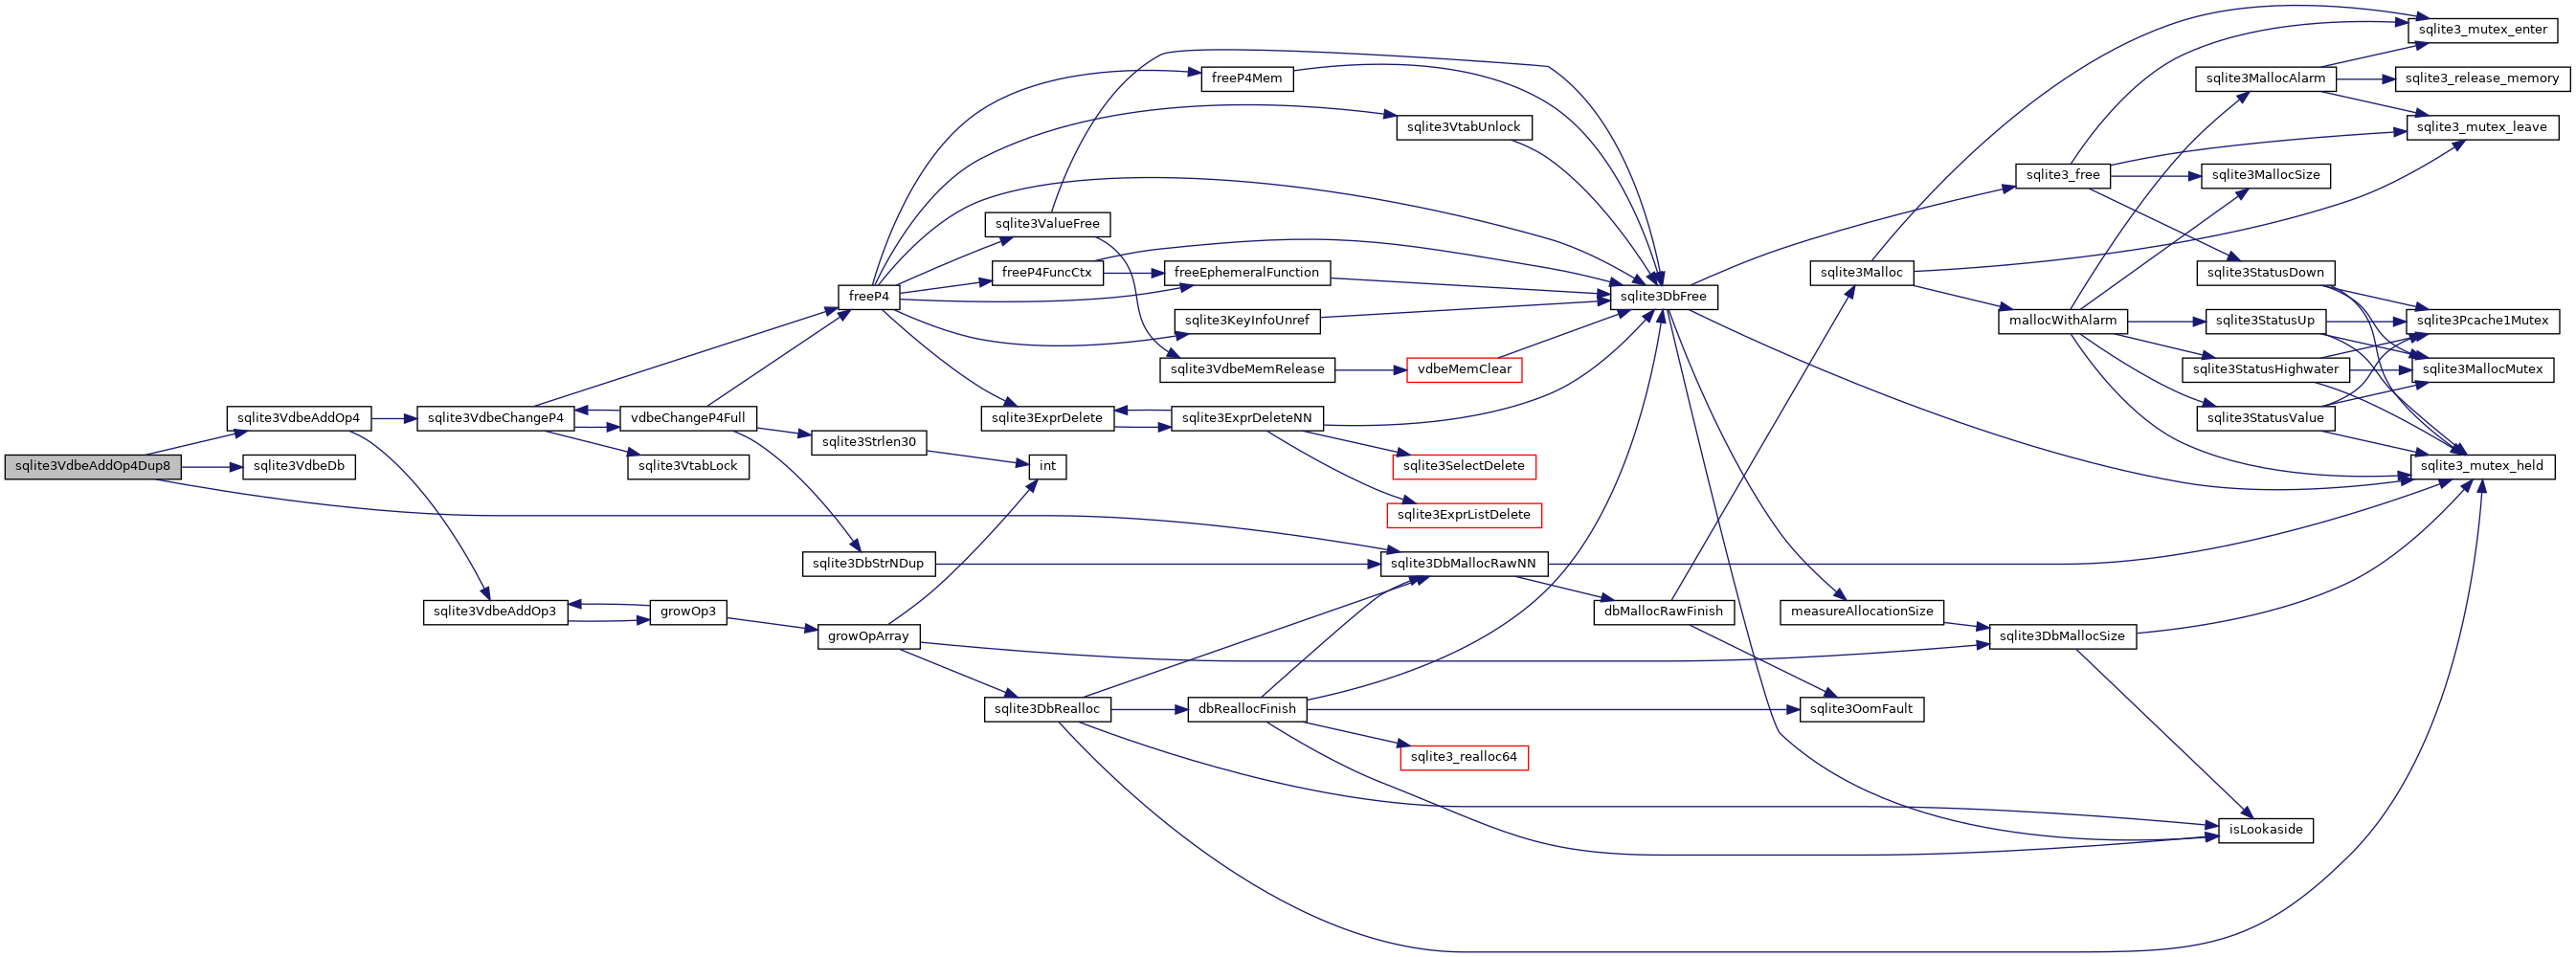 sqlite3VdbeAddOp4Dup8
sqlite3VdbeAddOp4
sqlite3VdbeDb
sqlite3VdbeChangeP4
sqlite3VdbeAddOp3
vdbeChangeP4Full
sqlite3VtabLock
growOp3
freeP4
sqlite3Strlen30
sqlite3DbStrNDup
growOpArray
sqlite3ValueFree
freeP4FuncCtx
sqlite3ExprDelete
int
sqlite3DbRealloc
freeP4Mem
freeEphemeralFunction
sqlite3KeyInfoUnref
sqlite3VdbeMemRelease
sqlite3ExprDeleteNN
dbReallocFinish
sqlite3VtabUnlock
vdbeMemClear
sqlite3SelectDelete
sqlite3ExprListDelete
sqlite3DbMallocRawNN
sqlite3_realloc64
sqlite3DbFree
dbMallocRawFinish
sqlite3Malloc
measureAllocationSize
sqlite3OomFault
sqlite3_free
mallocWithAlarm
sqlite3DbMallocSize
sqlite3MallocAlarm
sqlite3MallocSize
sqlite3StatusDown
sqlite3StatusUp
sqlite3StatusHighwater
sqlite3StatusValue
isLookaside
sqlite3_mutex_enter
sqlite3_release_memory
sqlite3_mutex_leave
sqlite3Pcache1Mutex
sqlite3MallocMutex
sqlite3_mutex_held